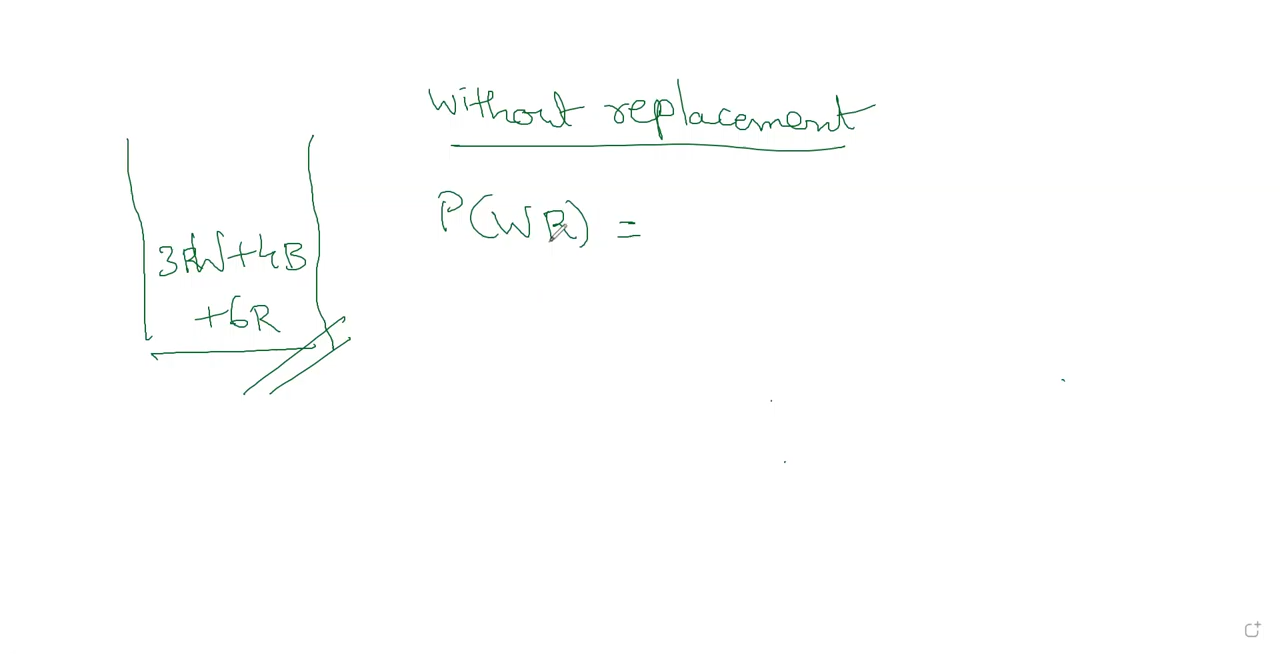 without replacement
P(WR) =
3W+4B
+6R